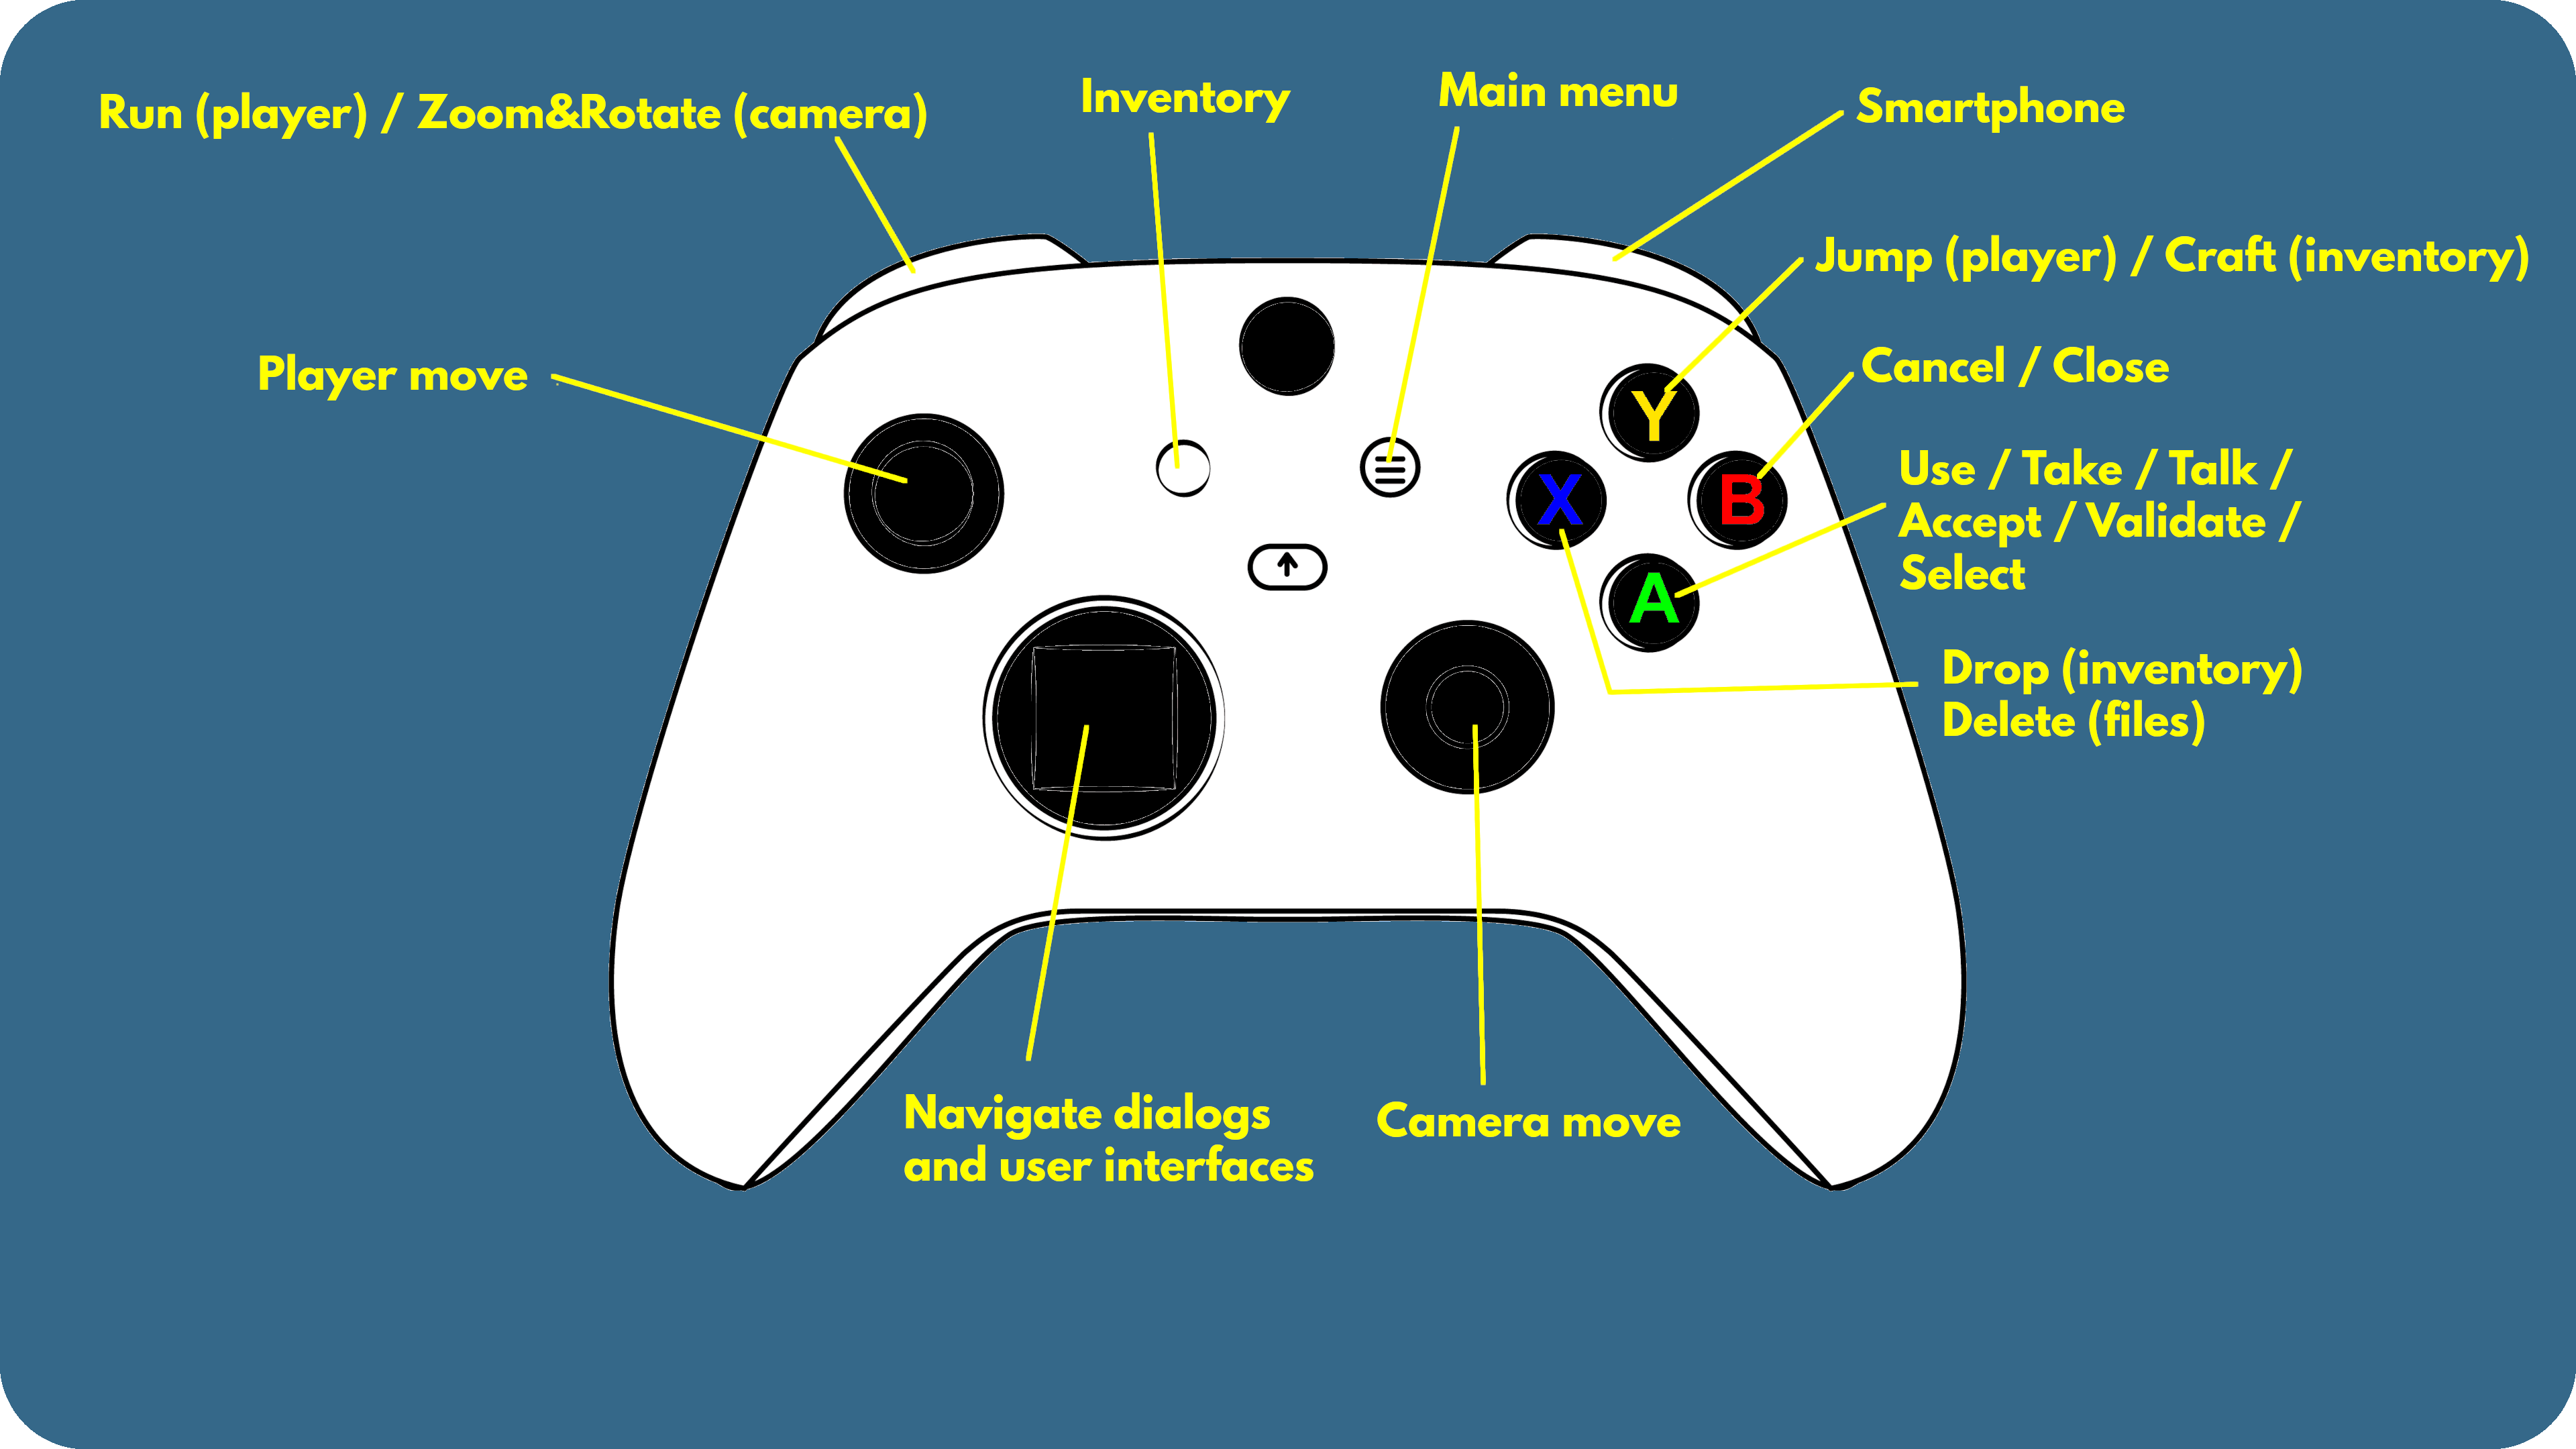 Run (player) / Zoom&Rotate (camera)
Inventory
Main menu
Smartphone
Jump (player) / Craft (inventory)
Player move
Cancel / Close
Y
X
B
A
Use / Take / Talk /
Accept / Validate /
Select
Drop (inventory)
Delete (files)
Navigate dialogs
and user interfaces
Camera move